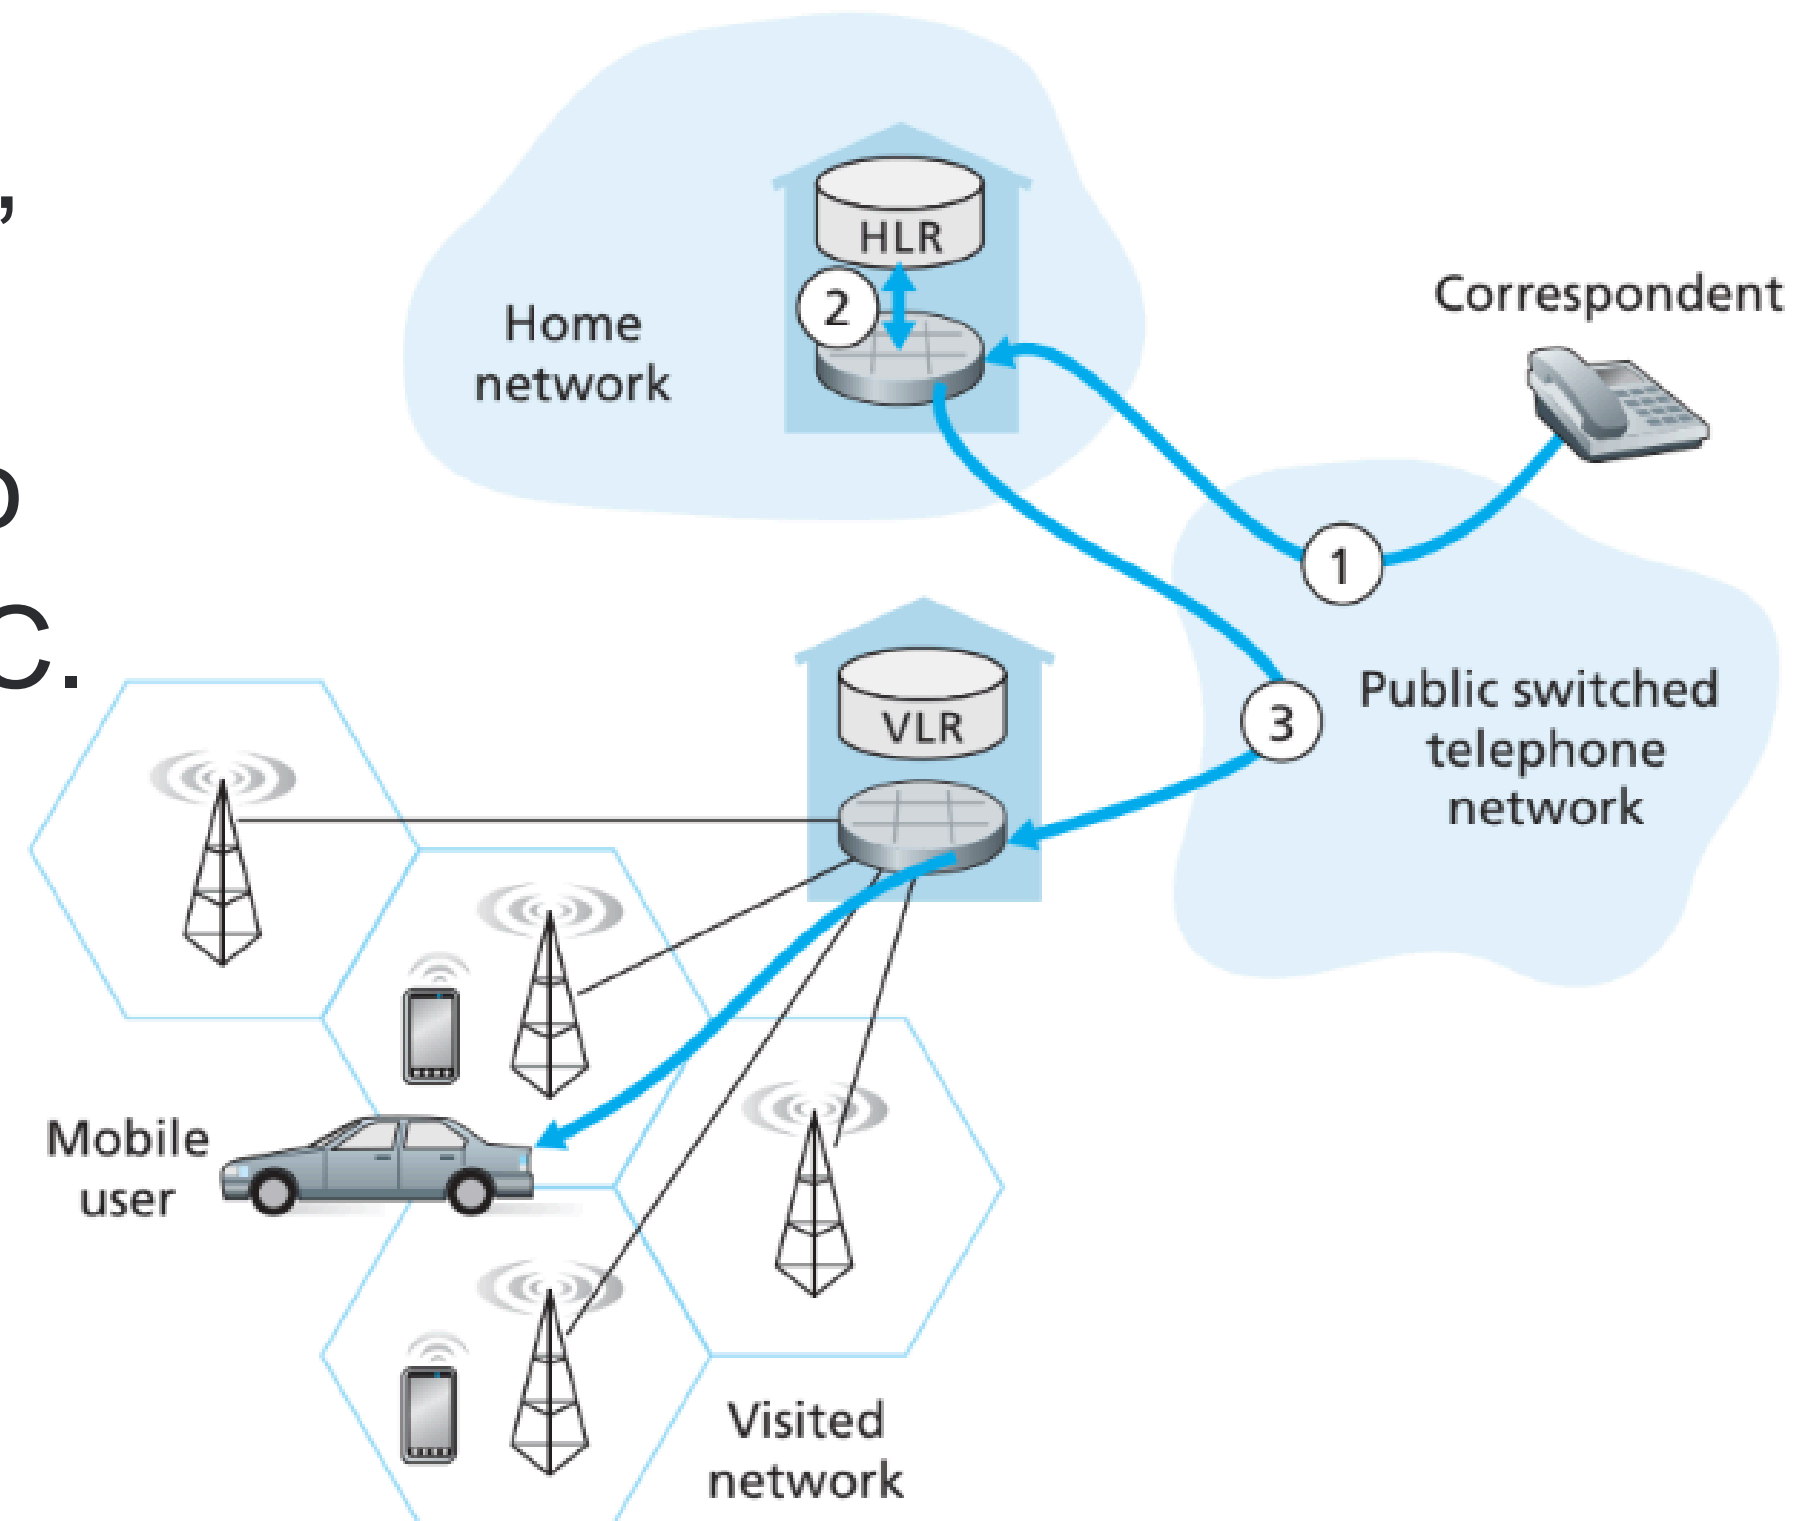 ,
C.
HLR
2
Home
network
Correspondent
1
VLR
3
Public switched
telephone
network
Mobile
user
Visited
network